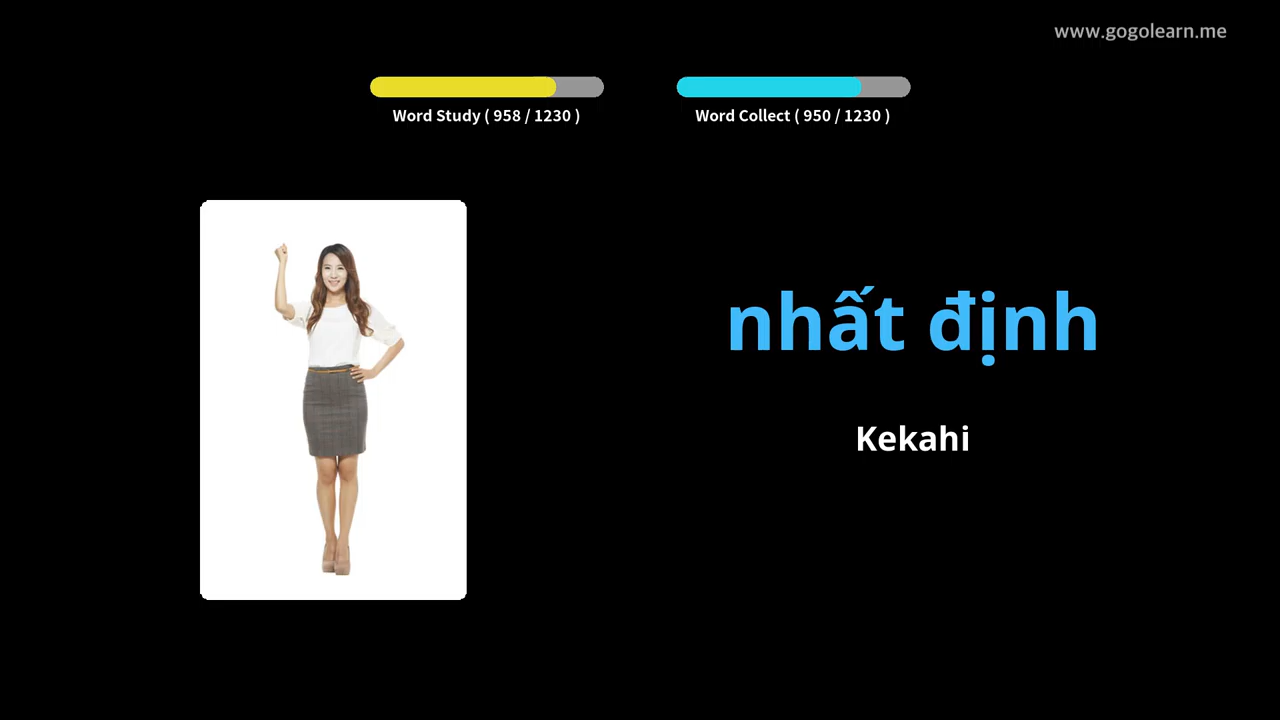 www.gogolearn.me
Word Study ( 958 / 1230 )
Word Collect ( 950 / 1230 )
nhất định
Kekahi